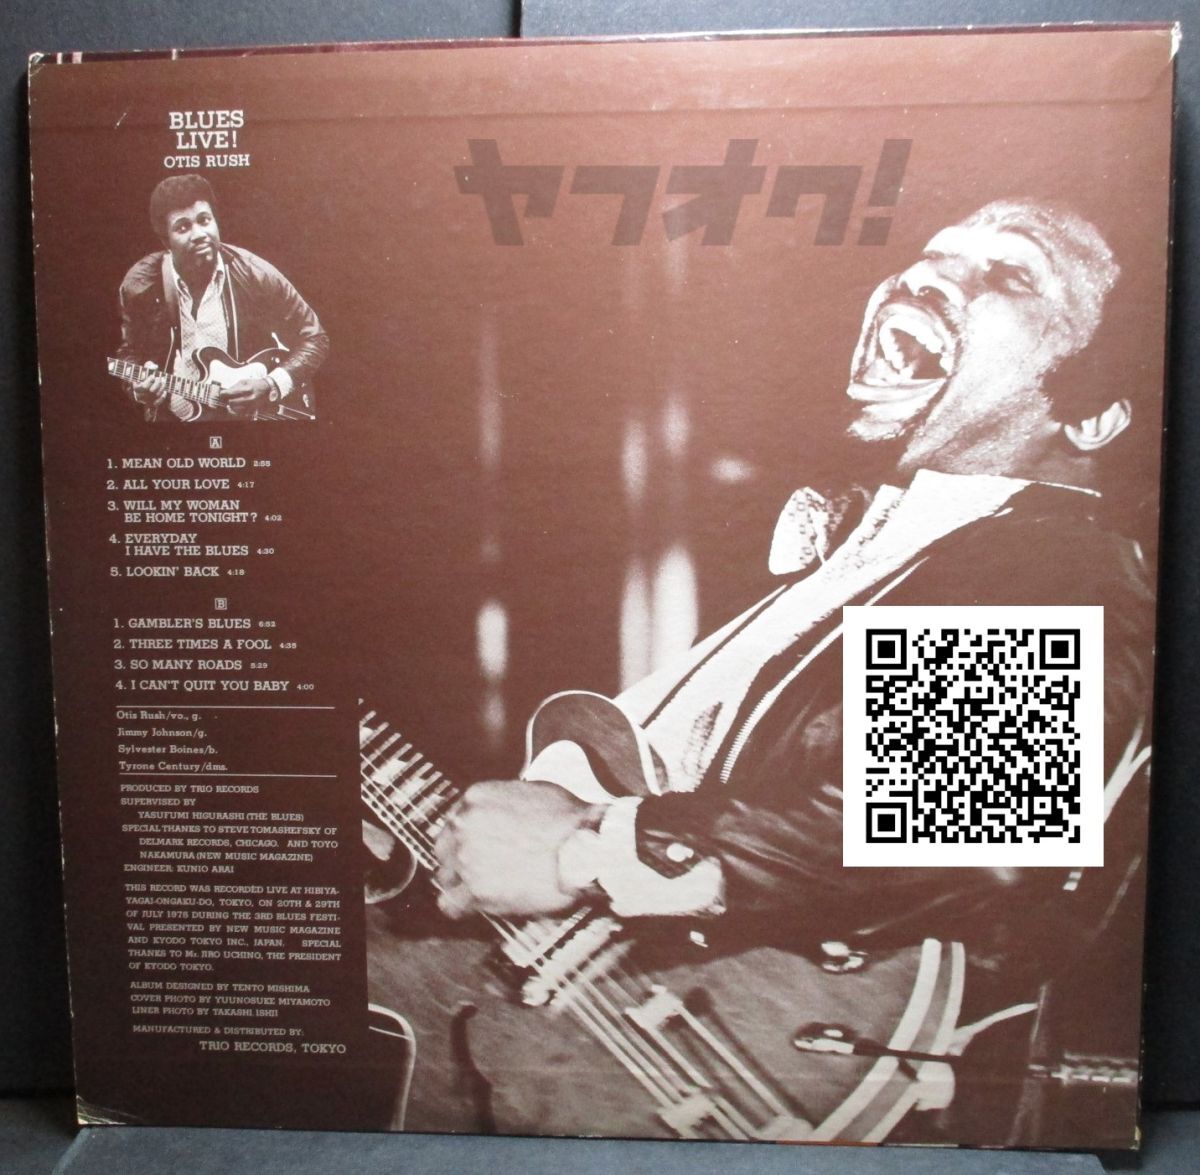 BLUES
LIVE!
OTIS RUSH
ヤフオク!
A
1. MEAN OLD WORLD 2:55
2. ALL YOUR LOVE 4:17
3. WILL MY WOMAN
BE HOME TONIGHT? 4:02
4. EVERYDAY
I HAVE THE BLUES 4:30
5. LOOKIN' BACK 4:18
B
1. GAMBLER'S BLUES 6:52
2. THREE TIMES A FOOL 4:35
3. SO MANY ROADS 5:29
4. I CAN'T QUIT YOU BABY 4:00
Otis Rush/vo., g.
Jimmy Johnson/g.
Sylvester Boines/b.
Tyrone Century/dms.
PRODUCED BY TRIO RECORDS
SUPERVISED BY
YASUFUMI HIGURASHI (THE BLUES)
SPECIAL THANKS TO STEVE TOMASHEFSKY OF
DELMARK RECORDS, CHICAGO. AND TOYO
NAKAMURA (NEW MUSIC MAGAZINE)
ENGINEER: KUNIO ARAI
THIS RECORD WAS RECORDED LIVE AT HIBIYA-
YAGAI-ONGAKU-DO, TOKYO, ON 20TH & 29TH
OF JULY 1975 DURING THE 3RD BLUES FESTI-
VAL PRESENTED BY NEW MUSIC MAGAZINE
AND KYODO TOKYO INC., JAPAN. SPECIAL
THANKS TO Mr. JIRO UCHINO, THE PRESIDENT
OF KYODO TOKYO.
ALBUM DESIGNED BY TENTO MISHIMA
COVER PHOTO BY YUUNOSUKE MIYAMOTO
LINER PHOTO BY TAKASHI ISHII
MANUFACTURED & DISTRIBUTED BY:
TRIO RECORDS, TOKYO